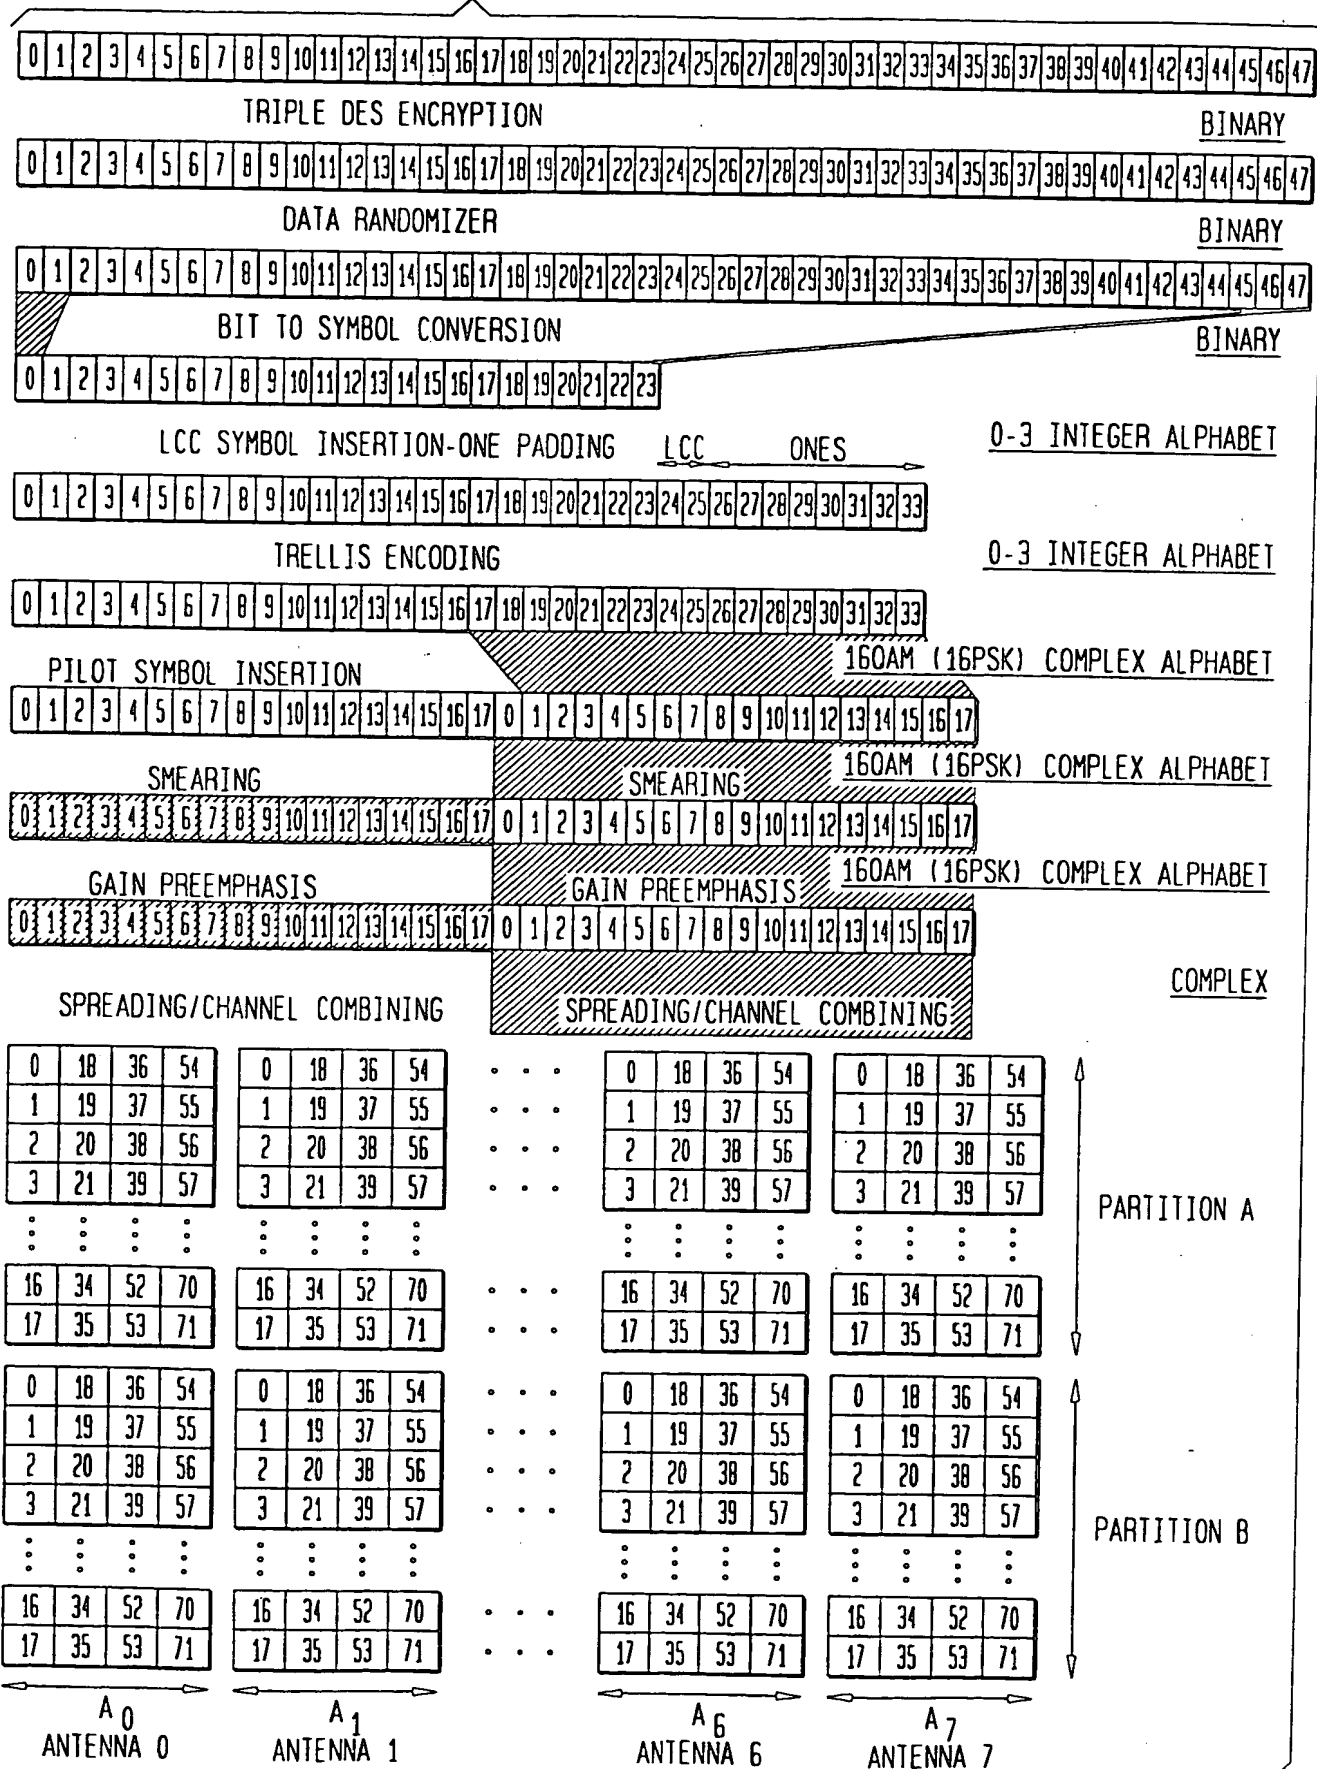 0 1 2 3 4 5 6 7 8 9 10 11 12 13 14 15 16 17 18 19 20 21 22 23 24 25 26 27 28 29 30 31 32 33 34 35 36 37 38 39 40 41 42 43 44 45 46 47
TRIPLE DES ENCRYPTION BINARY
0 1 2 3 4 5 6 7 8 9 10 11 12 13 14 15 16 17 18 19 20 21 22 23 24 25 26 27 28 29 30 31 32 33 34 35 36 37 38 39 40 41 42 43 44 45 46 47
DATA RANDOMIZER BINARY
0 1 2 3 4 5 6 7 8 9 10 11 12 13 14 15 16 17 18 19 20 21 22 23 24 25 26 27 28 29 30 31 32 33 34 35 36 37 38 39 40 41 42 43 44 45 46 47
BIT TO SYMBOL CONVERSION BINARY
0 1 2 3 4 5 6 7 8 9 10 11 12 13 14 15 16 17 18 19 20 21 22 23
LCC SYMBOL INSERTION-ONE PADDING LCC ONES 0-3 INTEGER ALPHABET
0 1 2 3 4 5 6 7 8 9 10 11 12 13 14 15 16 17 18 19 20 21 22 23 24 25 26 27 28 29 30 31 32 33
TRELLIS ENCODING 0-3 INTEGER ALPHABET
0 1 2 3 4 5 6 7 8 9 10 11 12 13 14 15 16 17 18 19 20 21 22 23 24 25 26 27 28 29 30 31 32 33
PILOT SYMBOL INSERTION 16QAM (16PSK) COMPLEX ALPHABET
0 1 2 3 4 5 6 7 8 9 10 11 12 13 14 15 16 17 0 1 2 3 4 5 6 7 8 9 10 11 12 13 14 15 16 17
SMEARING SMEARING 16QAM (16PSK) COMPLEX ALPHABET
0 1 2 3 4 5 6 7 8 9 10 11 12 13 14 15 16 17 0 1 2 3 4 5 6 7 8 9 10 11 12 13 14 15 16 17
GAIN PREEMPHASIS GAIN PREEMPHASIS 16QAM (16PSK) COMPLEX ALPHABET
0 1 2 3 4 5 6 7 8 9 10 11 12 13 14 15 16 17 0 1 2 3 4 5 6 7 8 9 10 11 12 13 14 15 16 17
COMPLEX
SPREADING/CHANNEL COMBINING SPREADING/CHANNEL COMBINING
0 18 36 54 0 18 36 54 0 18 36 54 0 18 36 54
1 19 37 55 1 19 37 55 1 19 37 55 1 19 37 55
2 20 38 56 2 20 38 56 2 20 38 56 2 20 38 56
3 21 39 57 3 21 39 57 3 21 39 57 3 21 39 57
PARTITION A
16 34 52 70 16 34 52 70 16 34 52 70 16 34 52 70
17 35 53 71 17 35 53 71 17 35 53 71 17 35 53 71
0 18 36 54 0 18 36 54 0 18 36 54 0 18 36 54
1 19 37 55 1 19 37 55 1 19 37 55 1 19 37 55
2 20 38 56 2 20 38 56 2 20 38 56 2 20 38 56
3 21 39 57 3 21 39 57 3 21 39 57 3 21 39 57
PARTITION B
16 34 52 70 16 34 52 70 16 34 52 70 16 34 52 70
17 35 53 71 17 35 53 71 17 35 53 71 17 35 53 71
A0 A1 A6 A7
ANTENNA 0 ANTENNA 1 ANTENNA 6 ANTENNA 7